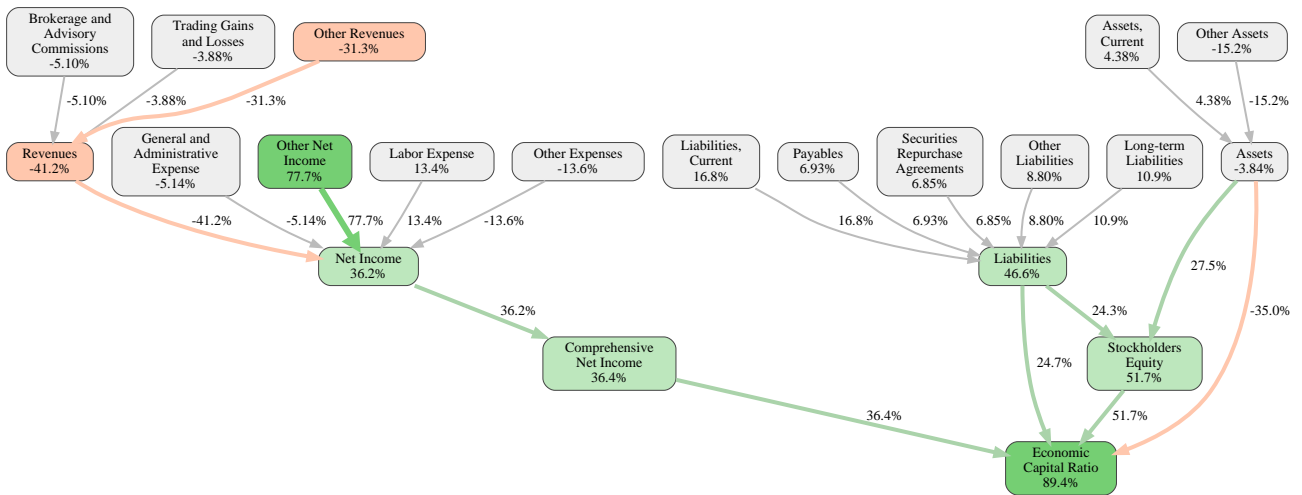 Brokerage and
Advisory
Commissions
-5.10%
Trading Gains
and Losses
-3.88%
Other Revenues
-31.3%
Assets,
Current
4.38%
Other Assets
-15.2%
-5.10%
-3.88%
-31.3%
4.38%
-15.2%
Revenues
-41.2%
General and
Administrative
Expense
-5.14%
Other Net
Income
77.7%
Labor Expense
13.4%
Other Expenses
-13.6%
Liabilities,
Current
16.8%
Payables
6.93%
Securities
Repurchase
Agreements
6.85%
Other
Liabilities
8.80%
Long-term
Liabilities
10.9%
Assets
-3.84%
-41.2%
-5.14%
77.7%
13.4%
-13.6%
16.8%
6.93%
6.85%
8.80%
10.9%
Net Income
36.2%
Liabilities
46.6%
27.5%
36.2%
24.3%
-35.0%
Comprehensive
Net Income
36.4%
24.7%
Stockholders
Equity
51.7%
36.4%
51.7%
Economic
Capital Ratio
89.4%